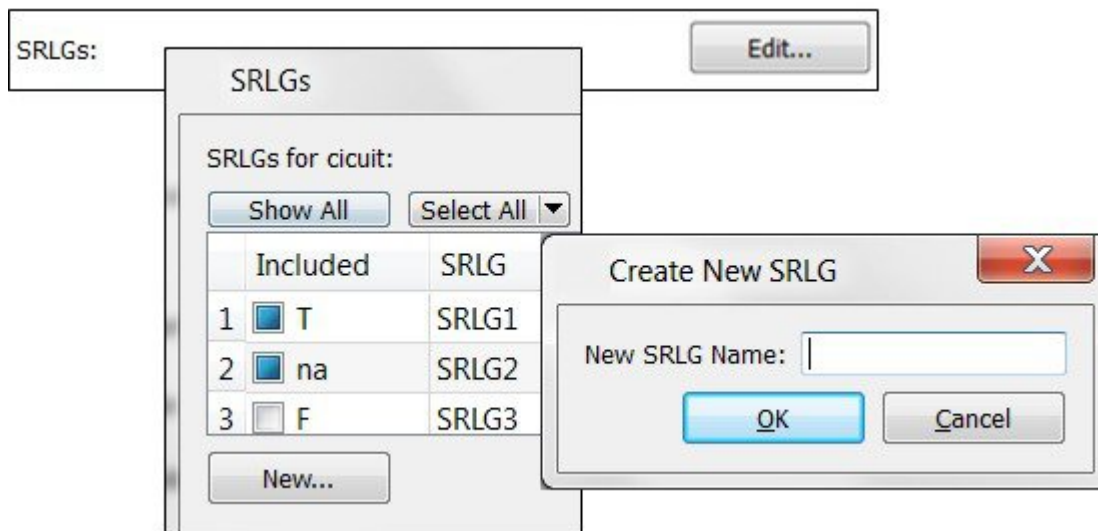 SRLGs:
Edit...
SRLGs
SRLGs for cicuit:
Show All
Select All
Included SRLG
1 T SRLG1
2 na SRLG2
3 F SRLG3
New...
Create New SRLG
X
New SRLG Name:
OK Cancel